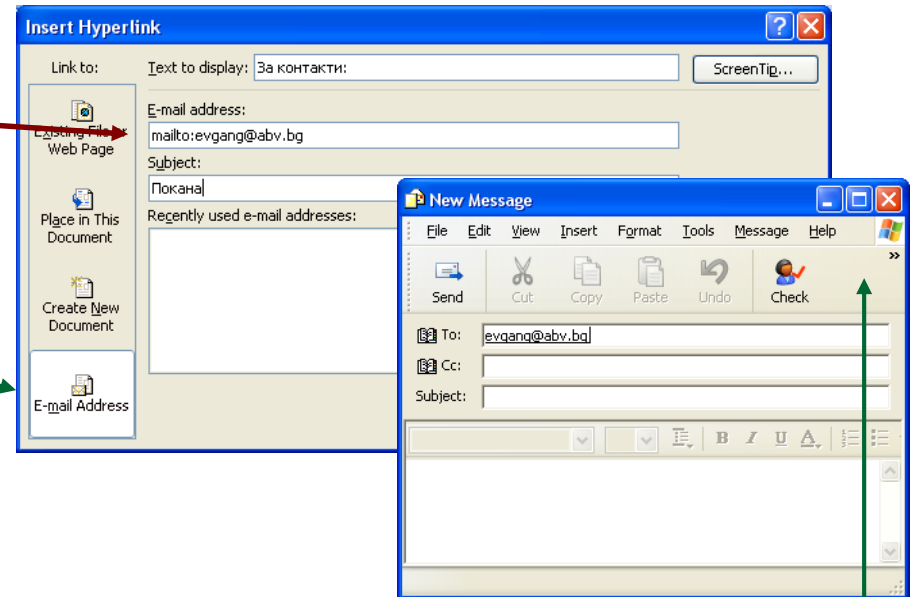 Insert Hyperlink
Link to:
Text to display: За контакти:
ScreenTip...
Existing File or
Web Page
E-mail address:
mailto:evgang@abv.bg
Subject:
Покана
Place in This
Document
Recently used e-mail addresses:
Create New
Document
E-mail Address
New Message
File Edit View Insert Format Tools Message Help
Send Cut Copy Paste Undo Check
To: evgang@abv.bg
Cc:
Subject:
B I U A